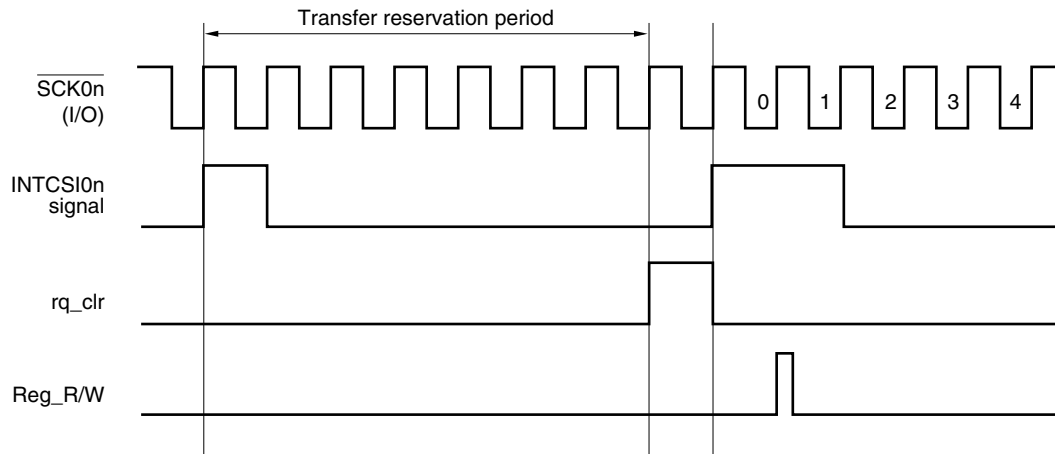 Transfer reservation period
SCK0n
(I/O)
0 1 2 3 4
INTCSI0n
signal
rq_clr
Reg_R/W